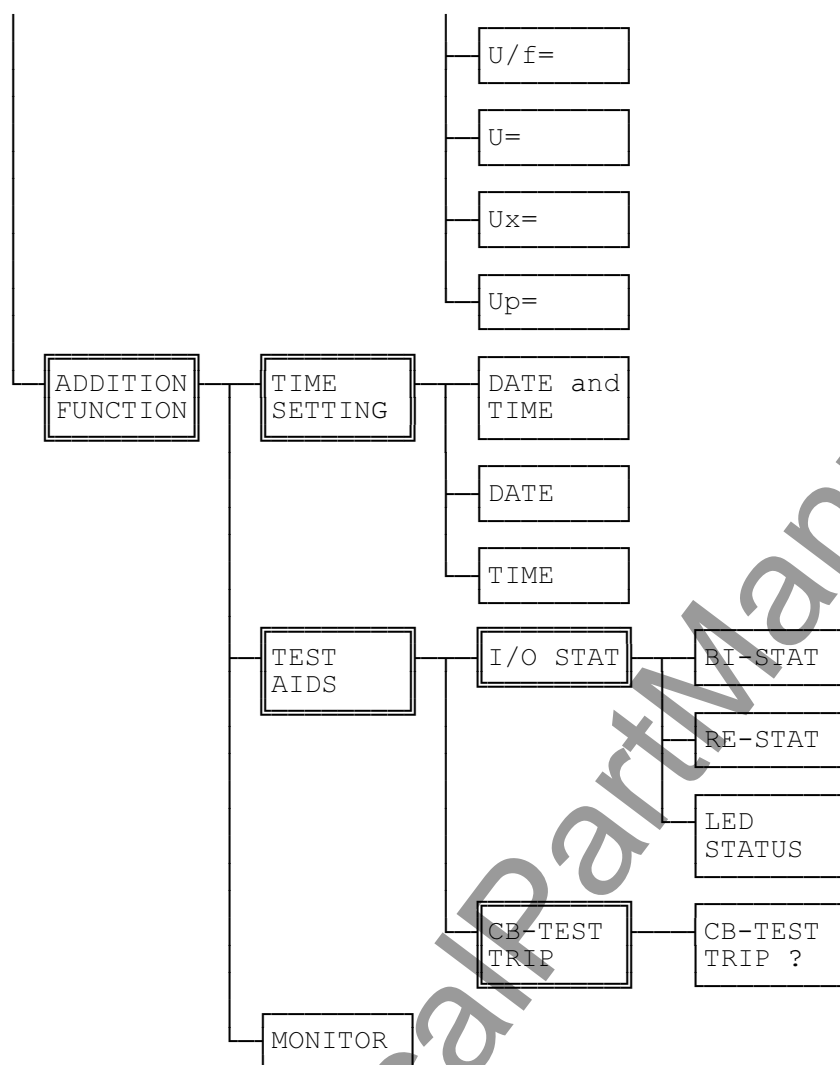 U/f=
U=
Ux=
Up=
ADDITION
FUNCTION
TIME
SETTING
DATE and
TIME
DATE
TIME
TEST
AIDS
I/O STAT
BI-STAT
RE-STAT
LED
STATUS
CB-TEST
TRIP
CB-TEST
TRIP ?
MONITOR
calPartMan